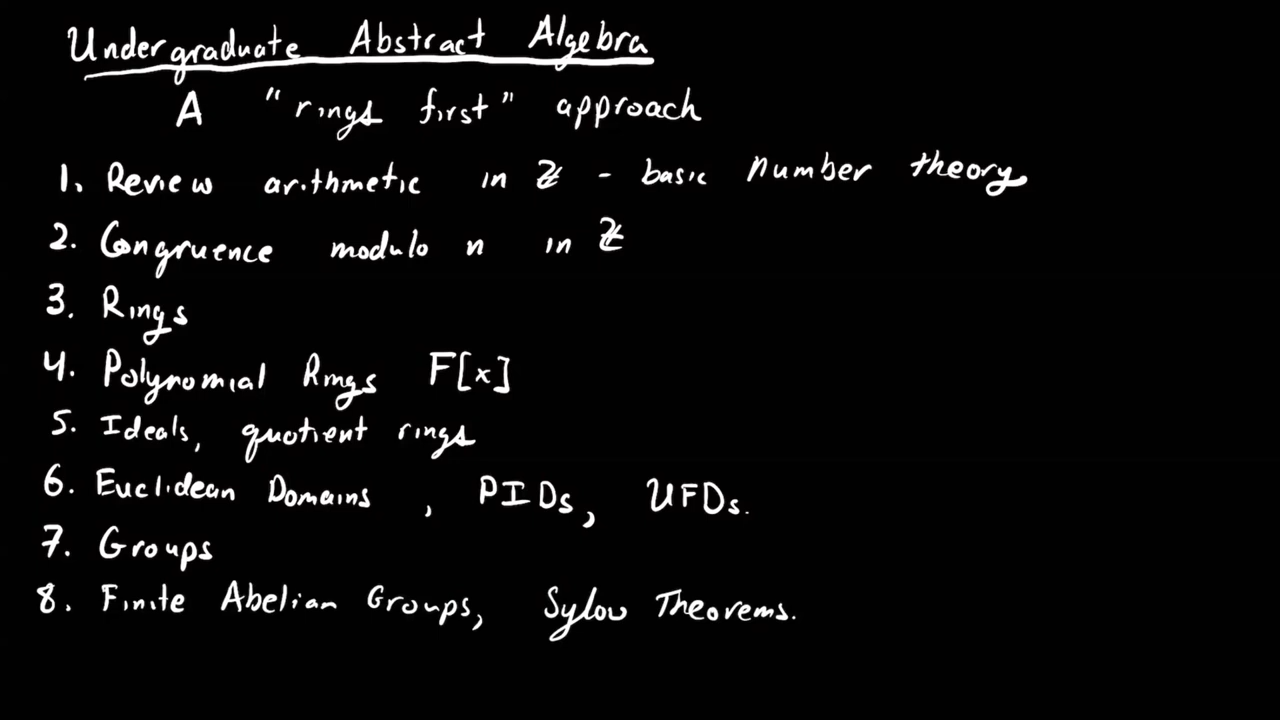 Undergraduate Abstract Algebra
A "rings first" approach
1. Review arithmetic in ℤ - basic number theory
2. Congruence modulo n in ℤ
3. Rings
4. Polynomial Rings F[x]
5. Ideals, quotient rings
6. Euclidean Domains, PIDs, UFDs.
7. Groups
8. Finite Abelian Groups, Sylow Theorems.